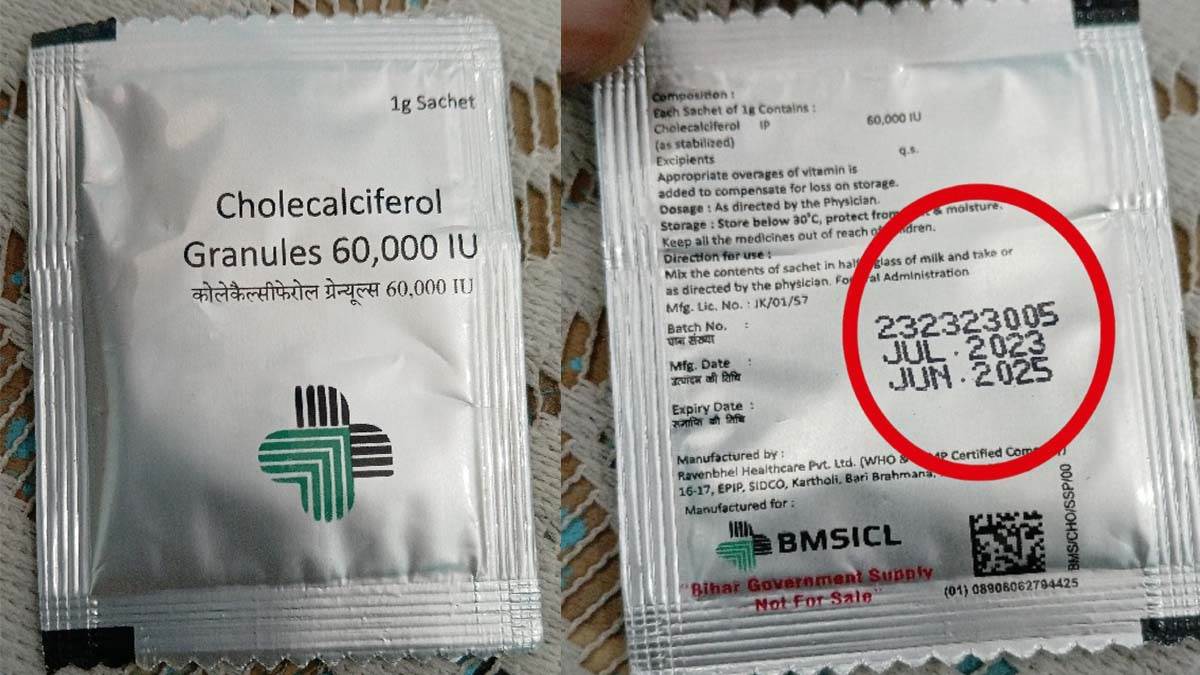 1g Sachet
Cholecalciferol
Granules 60,000 IU
कोलेकैल्सीफेरोल ग्रेन्यूल्स 60,000 IU
Composition :
Each Sachet of 1g Contains :
Cholecalciferol IP 60,000 IU
(as stabilized)
Excipients q.s.
Appropriate overages of vitamin is
added to compensate for loss on storage.
Dosage : As directed by the Physician.
Storage : Store below 30°C, protect from & moisture.
Keep all the medicines out of reach of
Direction for use :
Mix the contents of sachet in half glass of milk and take or
as directed by the physician. For Administration
Mfg. Lic. No. : JK/01/57
Batch No. : 232323005
घान संख्या
Mfg. Date : JUL.2023
उत्पादन की तिथि
Expiry Date : JUN.2025
समाप्ति की तिथि
Manufactured by :
Ravenbhel Healthcare Pvt. Ltd. (WHO & Certified
16-17, EPIP, SIDCO, Kartholi, Bari Brahmana,
Manufactured for :
BMSICL
"Bihar Government Supply
Not For Sale"
(01) 08906062794425
BMS/CHO/SSP/00